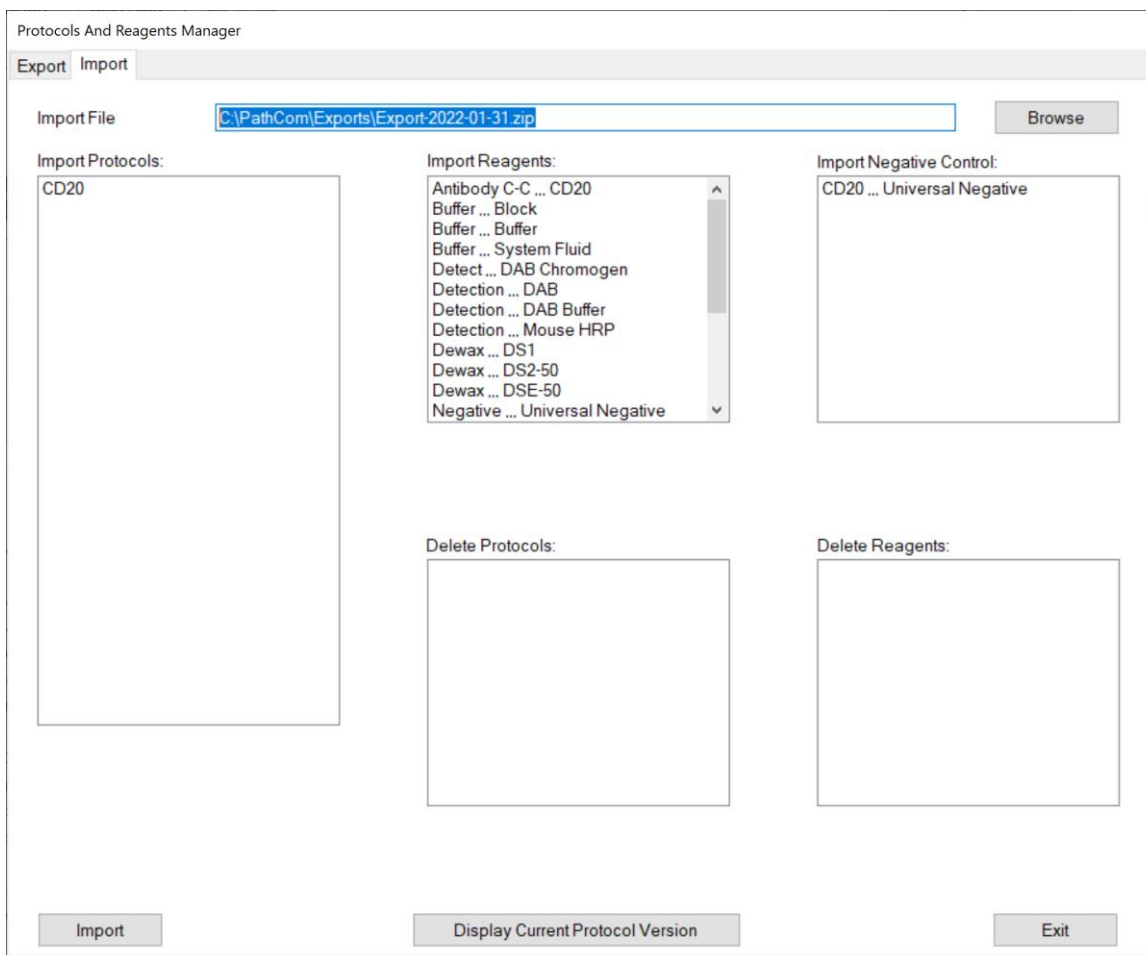 Protocols And Reagents Manager
Export Import
Import File C:\PathCom\Exports\Export-2022-01-31.zip Browse
Import Protocols:
CD20
Import Reagents:
Antibody C-C ... CD20
Buffer ... Block
Buffer ... Buffer
Buffer ... System Fluid
Detect ... DAB Chromogen
Detection ... DAB
Detection ... DAB Buffer
Detection ... Mouse HRP
Dewax ... DS1
Dewax ... DS2-50
Dewax ... DSE-50
Negative ... Universal Negative
Import Negative Control:
CD20 ... Universal Negative
Delete Protocols:
Delete Reagents:
Import Display Current Protocol Version Exit